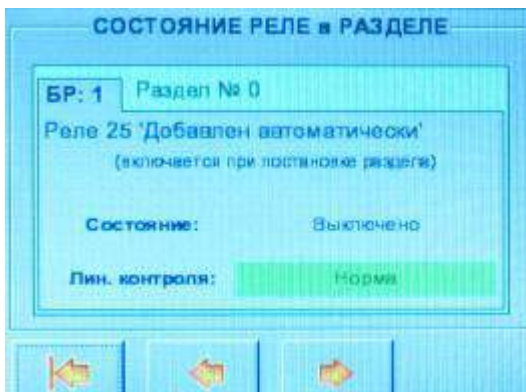 СОСТОЯНИЕ РЕЛЕ в РАЗДЕЛЕ
БР: 1 Раздел № 0
Реле 25 'Добавлен автоматически'
(включается при постановке раздела)
Состояние: Выключено
Лин. контроля: Норма